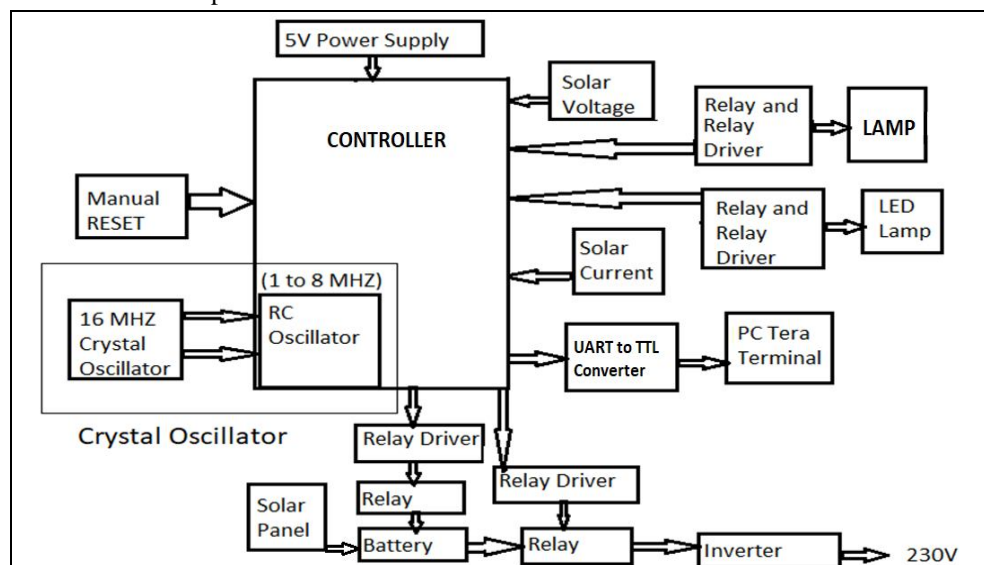 5V Power Supply
CONTROLLER
Solar
Voltage
Relay and
Relay
Driver
LAMP
Manual
RESET
Relay and
Relay
Driver
LED
Lamp
Solar
Current
(1 to 8 MHZ)
16 MHZ
Crystal
Oscillator
RC
Oscillator
UART to TTL
Converter
PC Tera
Terminal
Crystal Oscillator
Relay Driver
Relay Driver
Solar
Panel
Relay
Battery
Relay
Inverter
230V